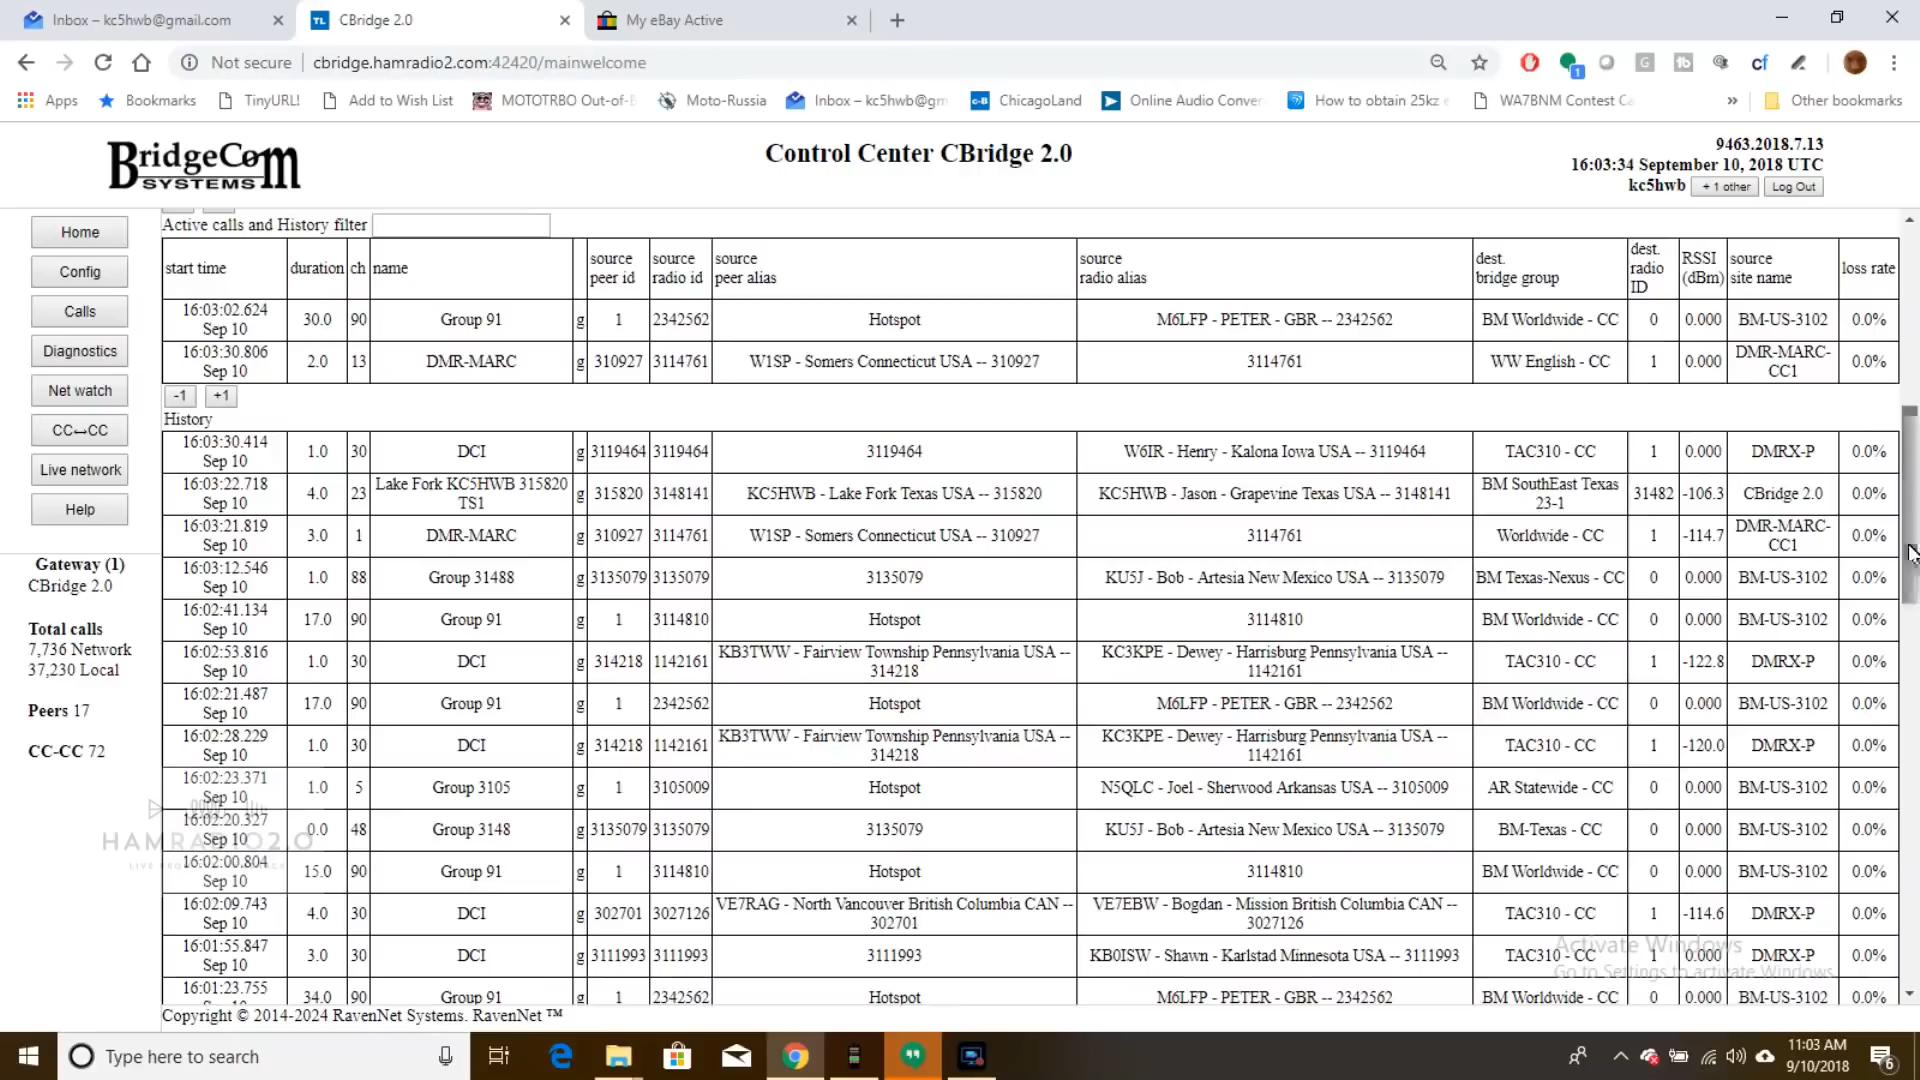 Inbox – kc5hwb@gmail.com
CBridge 2.0
My eBay Active
Not secure | cbridge.hamradio2.com:42420/mainwelcome
Apps Bookmarks TinyURL! Add to Wish List MOTOTRBO Out-of-B Moto-Russia Inbox – kc5hwb@gm ChicagoLand Online Audio Conver How to obtain 25kz WA7BNM Contest Ca » Other bookmarks
BridgeCom
SYSTEMS
Control Center CBridge 2.0
9463.2018.7.13
16:03:34 September 10, 2018 UTC
kc5hwb + 1 other Log Out
Home
Config
Calls
Diagnostics
Net watch
CC↔CC
Live network
Help
Gateway (1)
CBridge 2.0
Total calls
7,736 Network
37,230 Local
Peers 17
CC-CC 72
Active calls and History filter
start time duration ch name source peer id source radio id source peer alias source radio alias dest. bridge group dest. radio ID RSSI (dBm) source site name loss rate
16:03:02.624 Sep 10 30.0 90 Group 91 g 1 2342562 Hotspot M6LFP - PETER - GBR -- 2342562 BM Worldwide - CC 0 0.000 BM-US-3102 0.0%
16:03:30.806 Sep 10 2.0 13 DMR-MARC g 310927 3114761 W1SP - Somers Connecticut USA -- 310927 3114761 WW English - CC 1 0.000 DMR-MARC-CC1 0.0%
-1 +1
History
16:03:30.414 Sep 10 1.0 30 DCI g 3119464 3119464 3119464 W6IR - Henry - Kalona Iowa USA -- 3119464 TAC310 - CC 1 0.000 DMRX-P 0.0%
16:03:22.718 Sep 10 4.0 23 Lake Fork KC5HWB 315820 TS1 g 315820 3148141 KC5HWB - Lake Fork Texas USA -- 315820 KC5HWB - Jason - Grapevine Texas USA -- 3148141 BM SouthEast Texas 23-1 31482 -106.3 CBridge 2.0 0.0%
16:03:21.819 Sep 10 3.0 1 DMR-MARC g 310927 3114761 W1SP - Somers Connecticut USA -- 310927 3114761 Worldwide - CC 1 -114.7 DMR-MARC-CC1 0.0%
16:03:12.546 Sep 10 1.0 88 Group 31488 g 3135079 3135079 3135079 KU5J - Bob - Artesia New Mexico USA -- 3135079 BM Texas-Nexus - CC 0 0.000 BM-US-3102 0.0%
16:02:41.134 Sep 10 17.0 90 Group 91 g 1 3114810 Hotspot 3114810 BM Worldwide - CC 0 0.000 BM-US-3102 0.0%
16:02:53.816 Sep 10 1.0 30 DCI g 314218 1142161 KB3TWW - Fairview Township Pennsylvania USA -- 314218 KC3KPE - Dewey - Harrisburg Pennsylvania USA -- 1142161 TAC310 - CC 1 -122.8 DMRX-P 0.0%
16:02:21.487 Sep 10 17.0 90 Group 91 g 1 2342562 Hotspot M6LFP - PETER - GBR -- 2342562 BM Worldwide - CC 0 0.000 BM-US-3102 0.0%
16:02:28.229 Sep 10 1.0 30 DCI g 314218 1142161 KB3TWW - Fairview Township Pennsylvania USA -- 314218 KC3KPE - Dewey - Harrisburg Pennsylvania USA -- 1142161 TAC310 - CC 1 -120.0 DMRX-P 0.0%
16:02:23.371 Sep 10 1.0 5 Group 3105 g 1 3105009 Hotspot N5QLC - Joel - Sherwood Arkansas USA -- 3105009 AR Statewide - CC 0 0.000 BM-US-3102 0.0%
16:02:20.327 Sep 10 0.0 48 Group 3148 g 3135079 3135079 3135079 KU5J - Bob - Artesia New Mexico USA -- 3135079 BM-Texas - CC 0 0.000 BM-US-3102 0.0%
16:02:00.804 Sep 10 15.0 90 Group 91 g 1 3114810 Hotspot 3114810 BM Worldwide - CC 0 0.000 BM-US-3102 0.0%
16:02:09.743 Sep 10 4.0 30 DCI g 302701 3027126 VE7RAG - North Vancouver British Columbia CAN -- 302701 VE7EBW - Bogdan - Mission British Columbia CAN -- 3027126 TAC310 - CC 1 -114.6 DMRX-P 0.0%
16:01:55.847 Sep 10 3.0 30 DCI g 3111993 3111993 3111993 KB0ISW - Shawn - Karlstad Minnesota USA -- 3111993 TAC310 - CC 1 0.000 DMRX-P 0.0%
16:01:23.755 34.0 90 Group 91 g 1 2342562 Hotspot M6LFP - PETER - GBR -- 2342562 BM Worldwide - CC 0 0.000 BM-US-3102 0.0%
HAMRADIO2.0
Activate Windows
Go to Settings to activate Windows.
Copyright © 2014-2024 RavenNet Systems. RavenNet ™
Type here to search
11:03 AM
9/10/2018
6